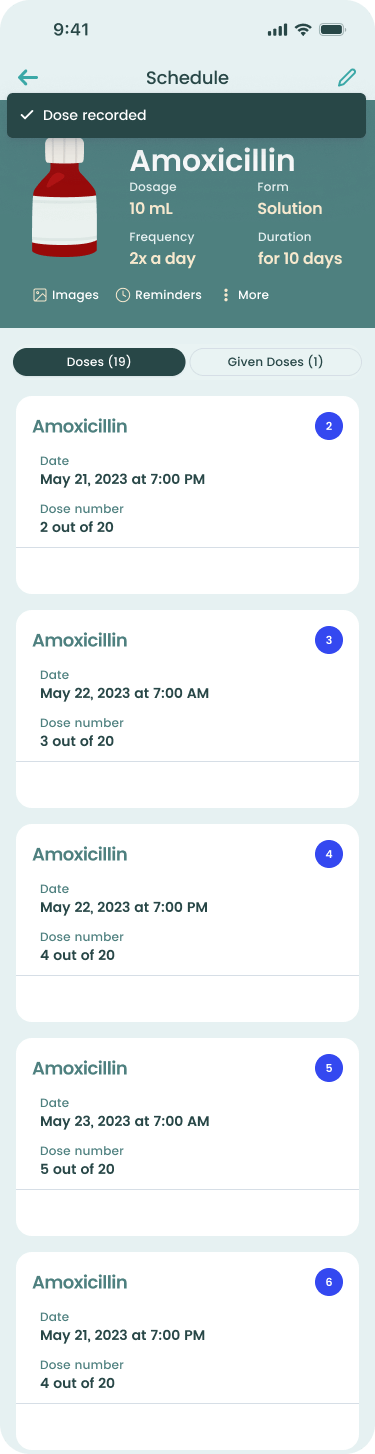 9:41
Schedule
Dose recorded
Amoxicillin
Dosage Form
10 mL Solution
Frequency Duration
2x a day for 10 days
Images Reminders More
Doses (19) Given Doses (1)
Amoxicillin 2
Date
May 21, 2023 at 7:00 PM
Dose number
2 out of 20
Amoxicillin 3
Date
May 22, 2023 at 7:00 AM
Dose number
3 out of 20
Amoxicillin 4
Date
May 22, 2023 at 7:00 PM
Dose number
4 out of 20
Amoxicillin 5
Date
May 23, 2023 at 7:00 AM
Dose number
5 out of 20
Amoxicillin 6
Date
May 21, 2023 at 7:00 PM
Dose number
4 out of 20